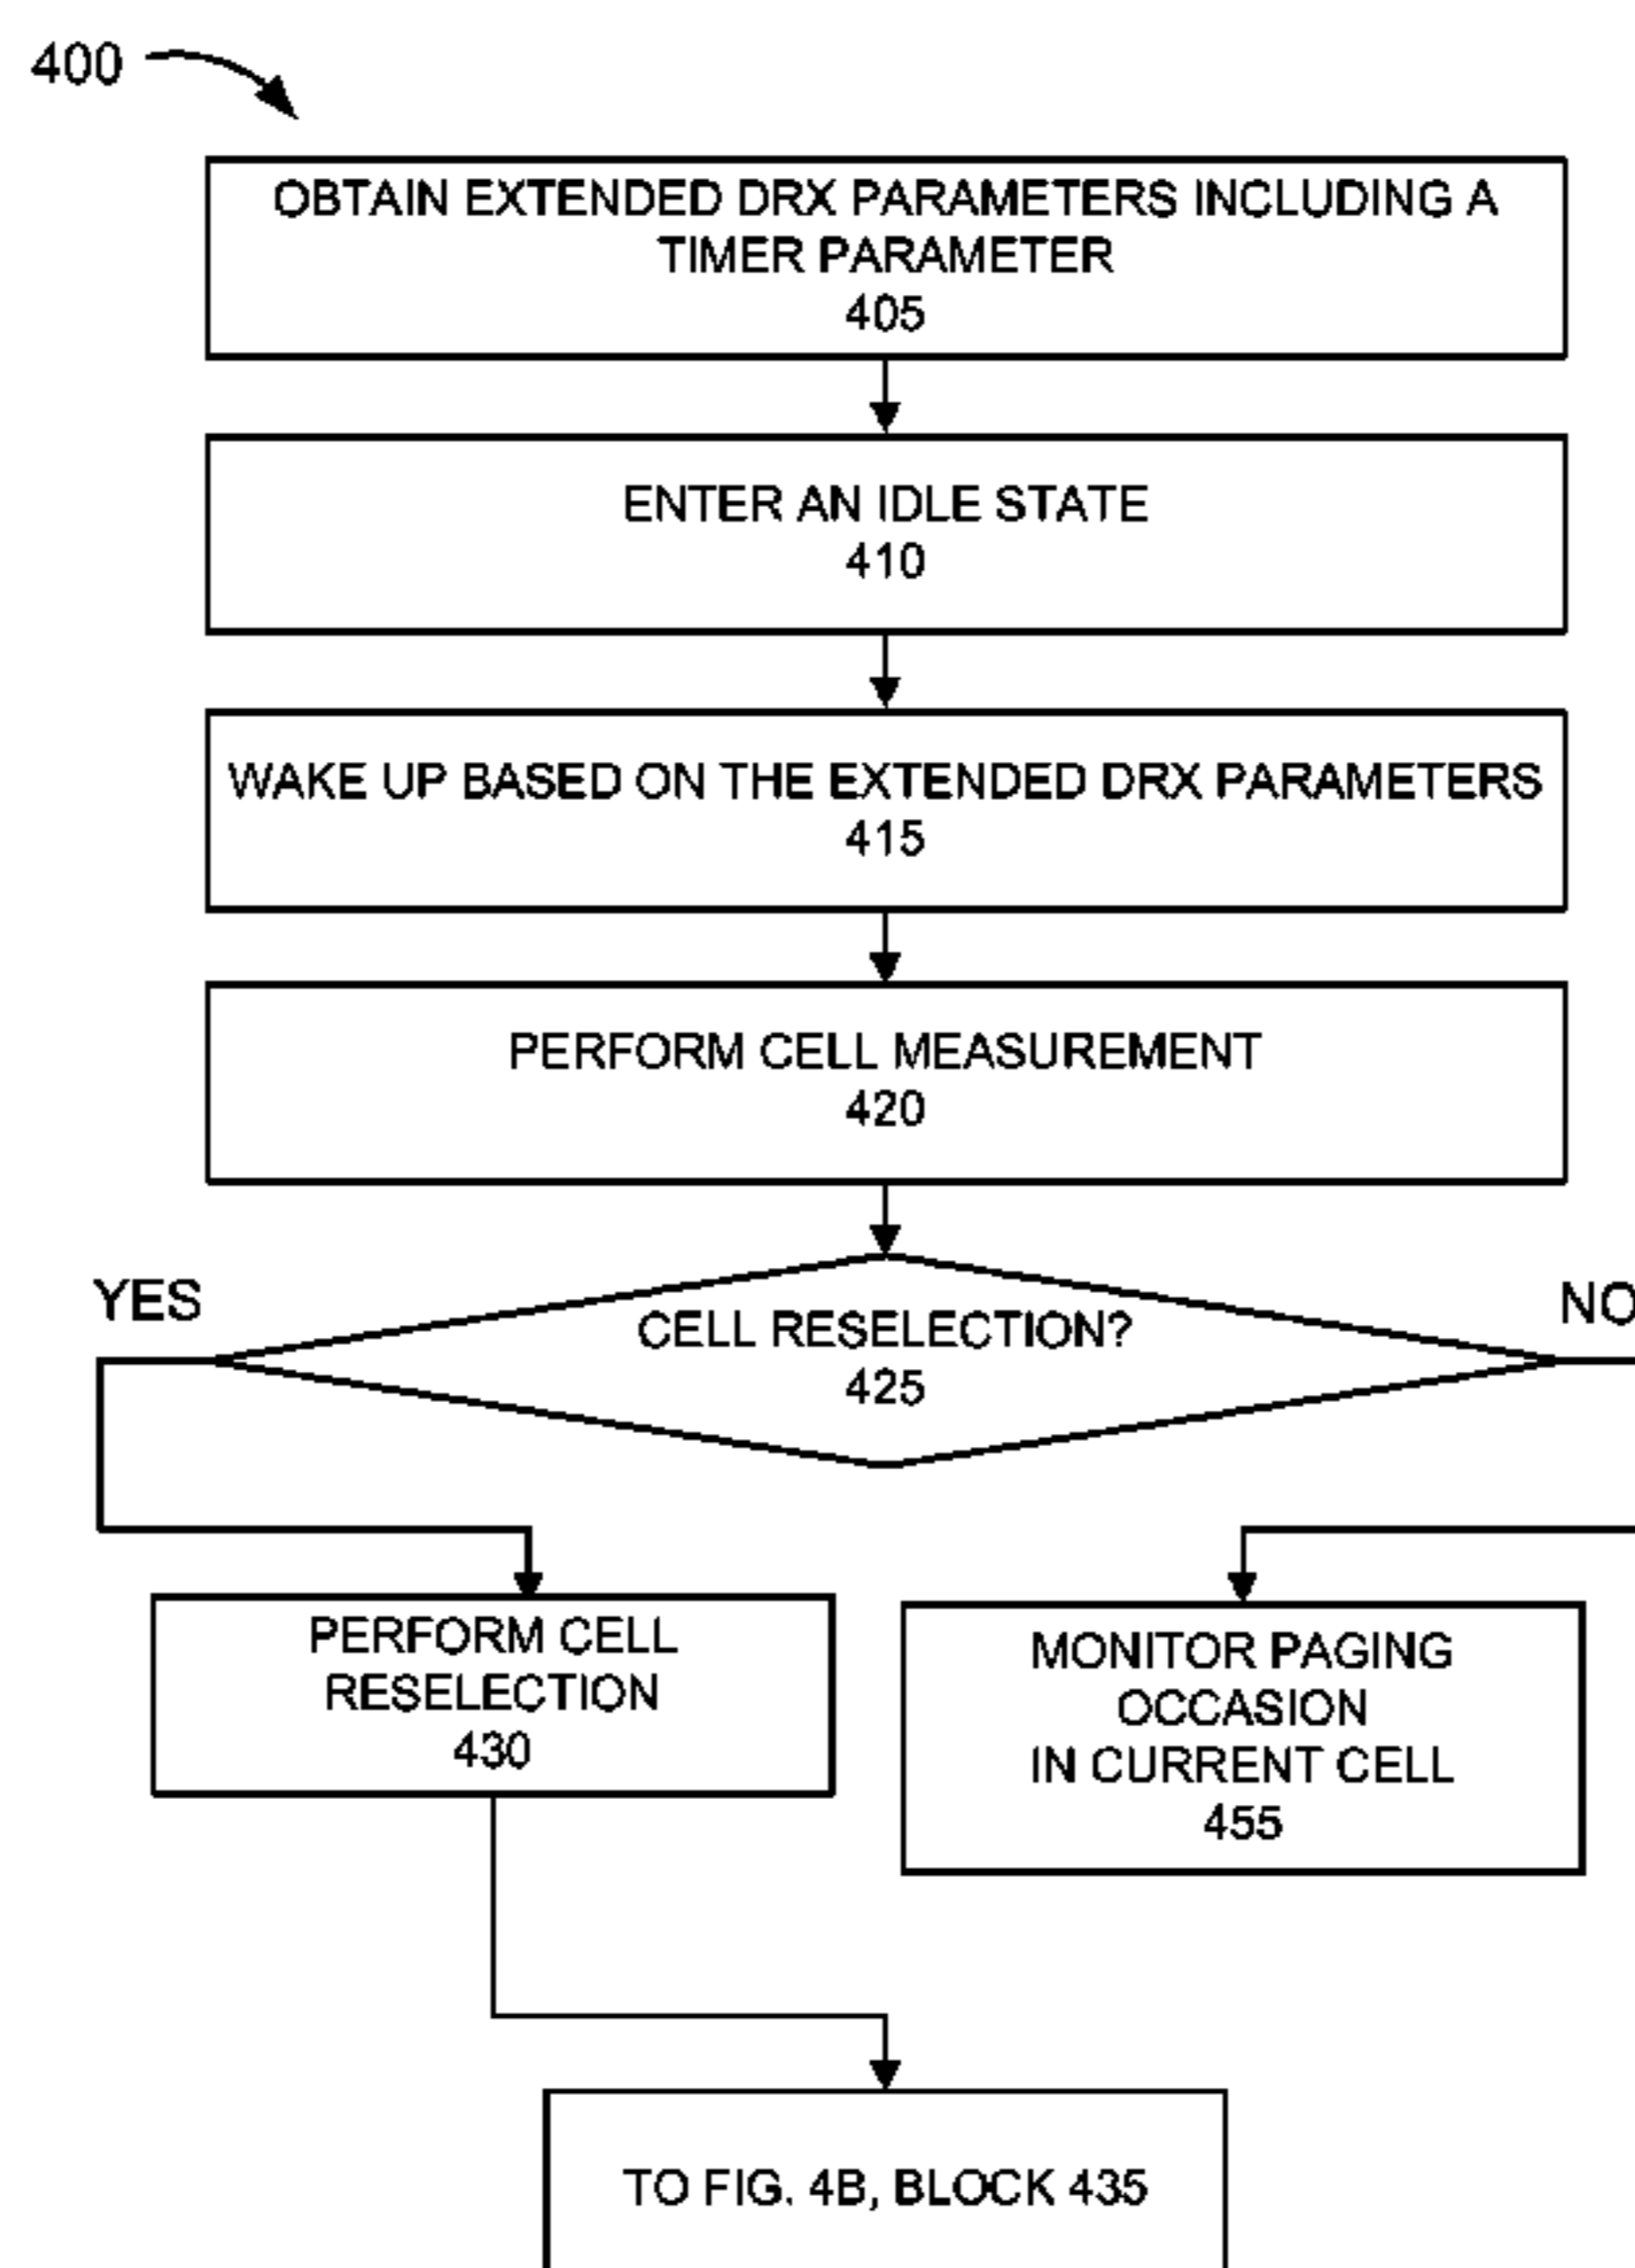 400
OBTAIN EXTENDED DRX PARAMETERS INCLUDING A
TIMER PARAMETER
405
ENTER AN IDLE STATE
410
WAKE UP BASED ON THE EXTENDED DRX PARAMETERS
415
PERFORM CELL MEASUREMENT
420
YES
NO
CELL RESELECTION?
425
PERFORM CELL
RESELECTION
430
MONITOR PAGING
OCCASION
IN CURRENT CELL
455
TO FIG. 4B, BLOCK 435